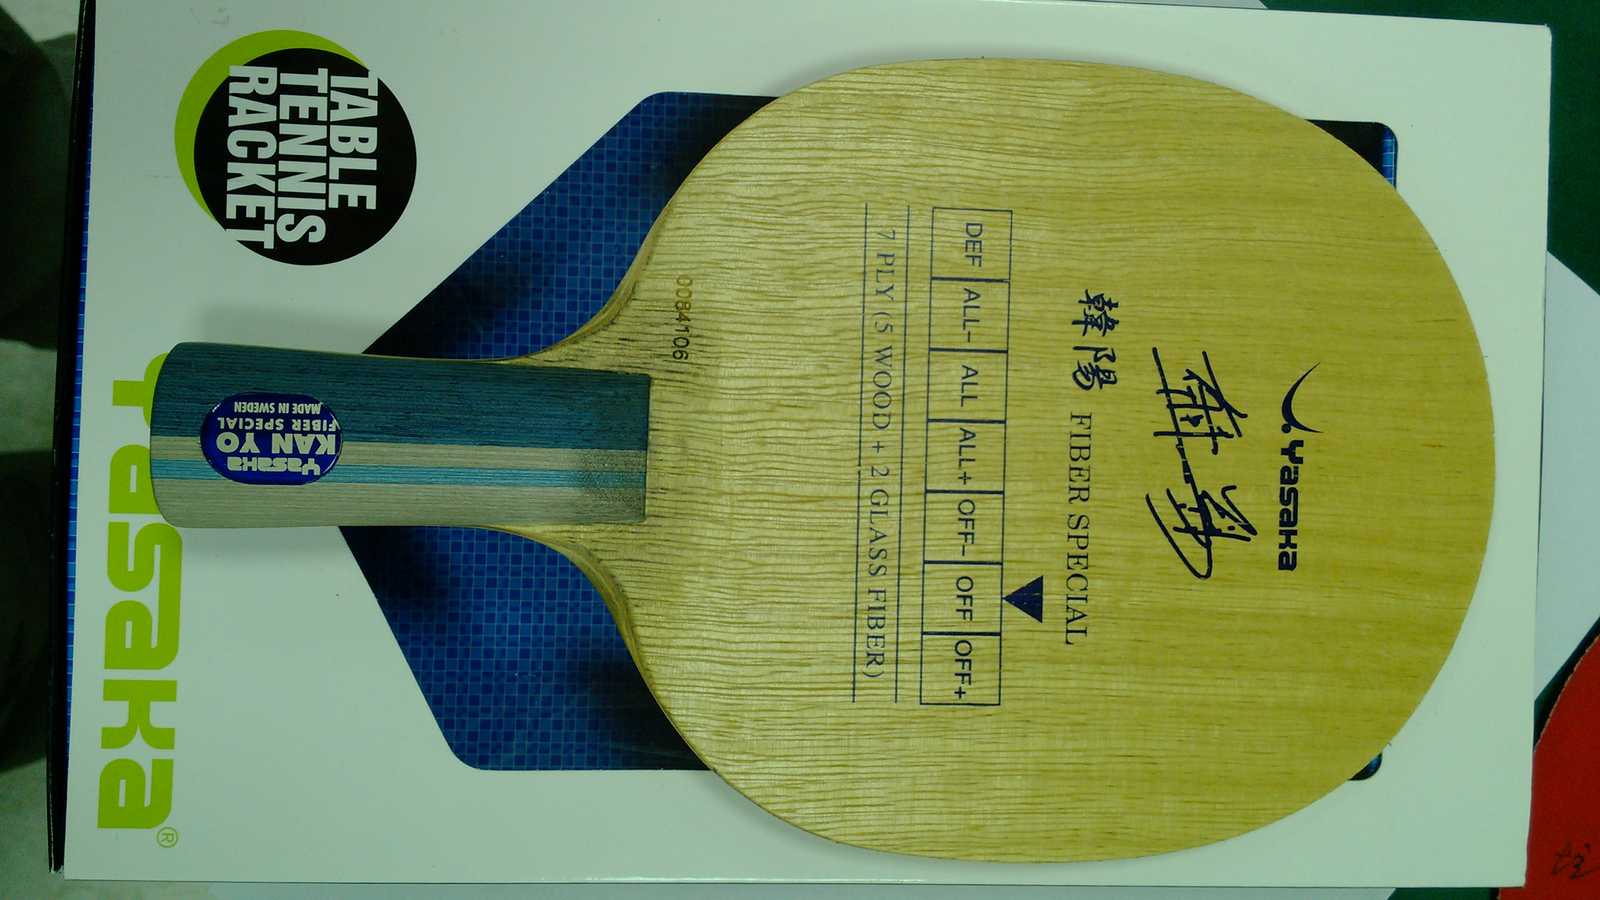 Yasaka
韓陽 FIBER SPECIAL
DEF ALL- ALL ALL+ OFF- OFF OFF+
7 PLY (5 WOOD + 2 GLASS FIBER)
0084106
Yasaka
KAN YO
FIBER SPECIAL
MADE IN SWEDEN
TABLE
TENNIS
RACKET
Yasaka®